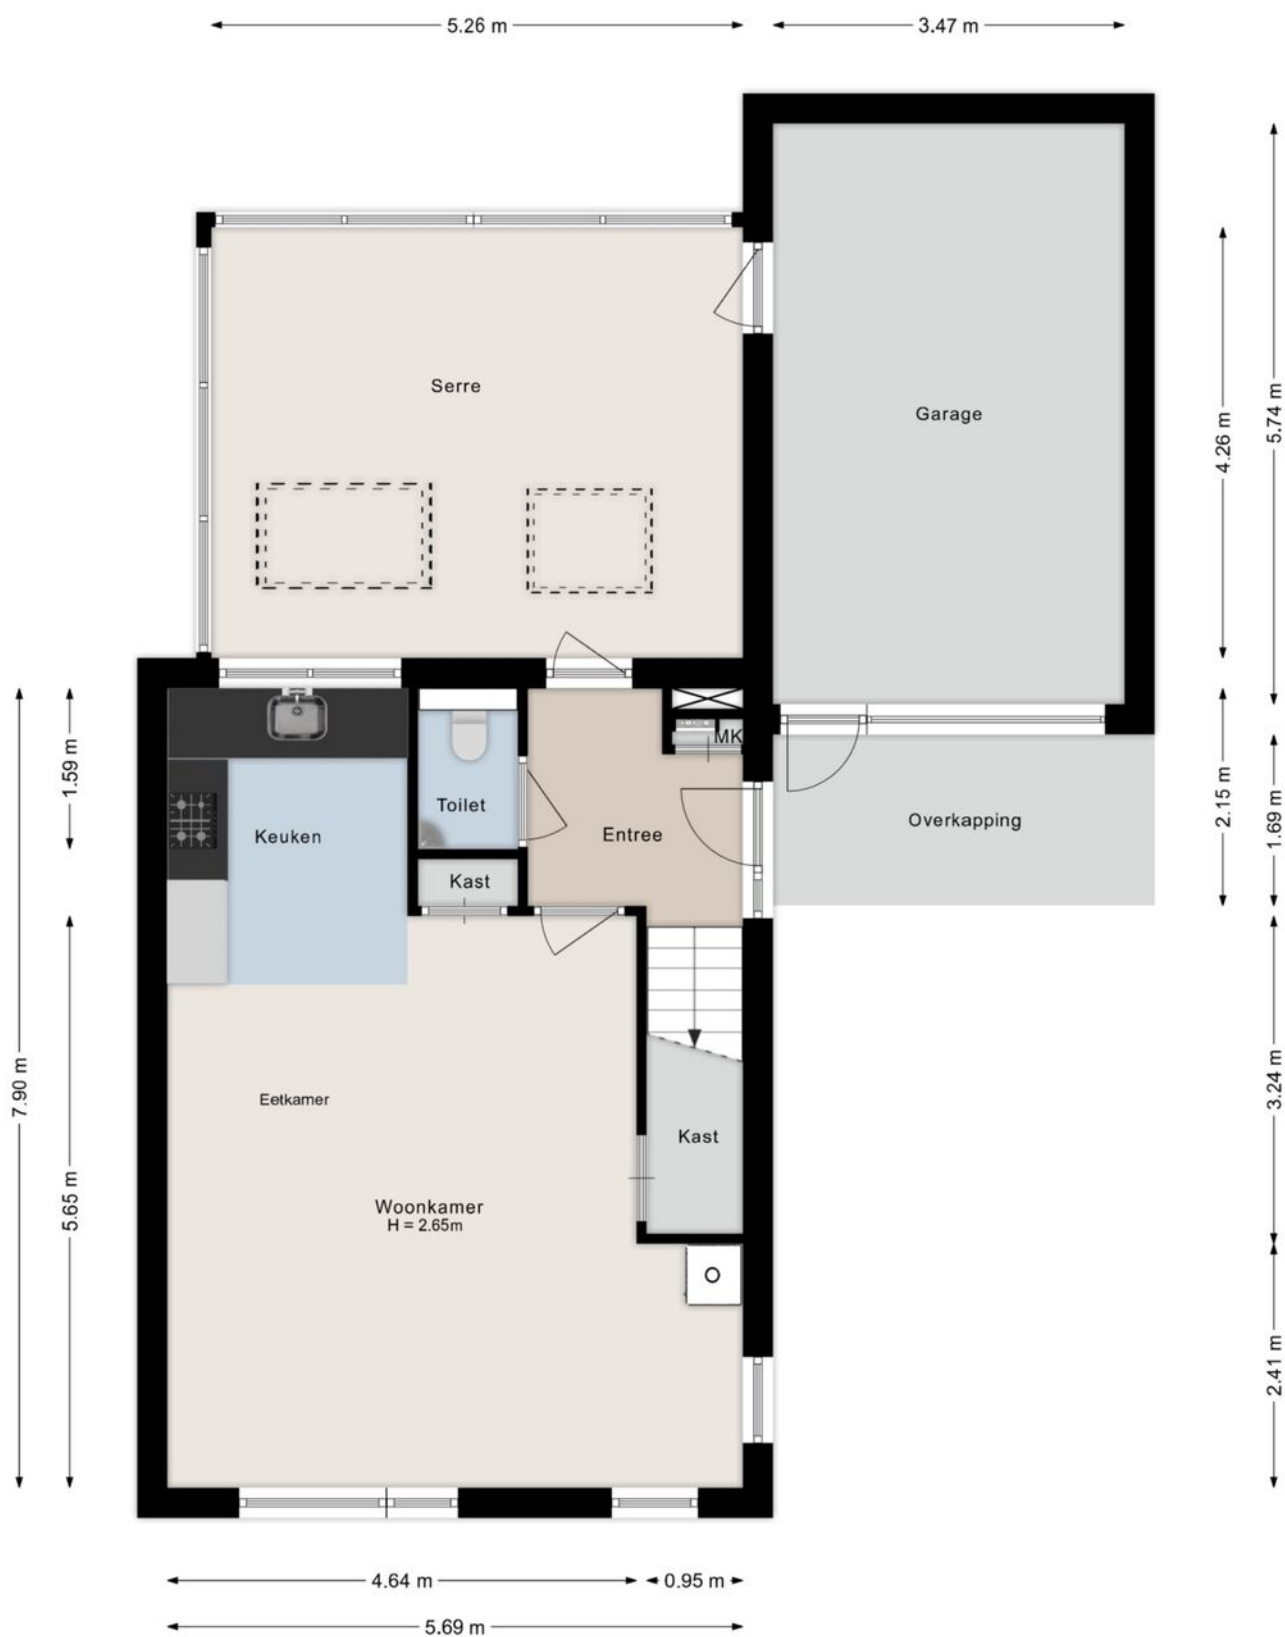 5.26 m
3.47 m
Serre
Garage
4.26 m
5.74 m
1.59 m
Toilet
Keuken
Entree
MK
Kast
Overkapping
2.15 m
1.69 m
7.90 m
5.65 m
Eetkamer
Kast
Woonkamer
H = 2.65m
3.24 m
2.41 m
4.64 m
0.95 m
5.69 m